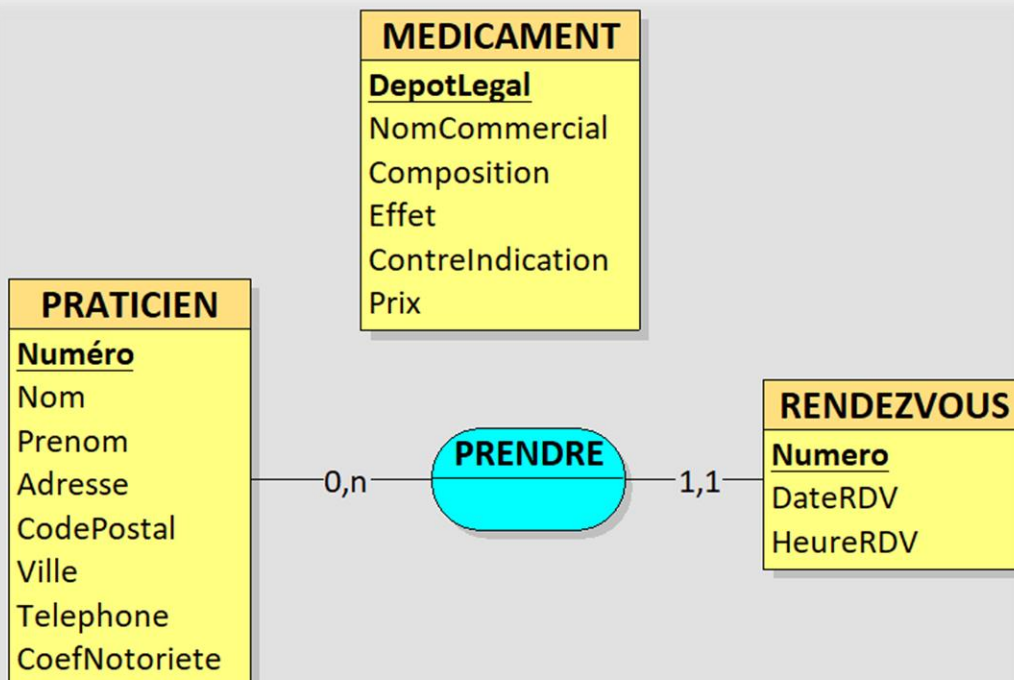 MEDICAMENT
DepotLegal
NomCommercial
Composition
Effet
ContreIndication
Prix
PRATICIEN
Numéro
Nom
Prenom
Adresse
CodePostal
Ville
Telephone
CoefNotoriete
0,n
PRENDRE
1,1
RENDEZVOUS
Numero
DateRDV
HeureRDV